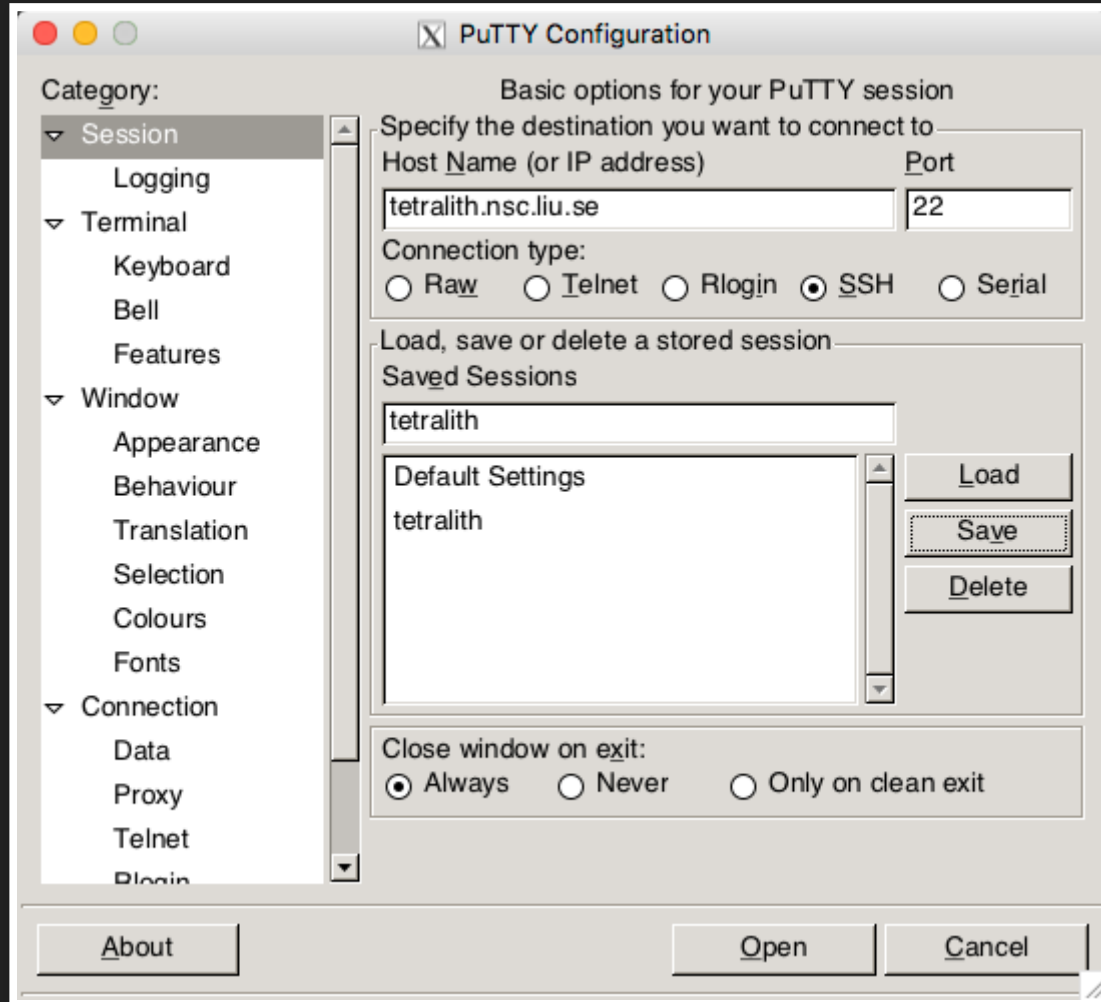 PuTTY Configuration
Category:
Session
Logging
Terminal
Keyboard
Bell
Features
Window
Appearance
Behaviour
Translation
Selection
Colours
Fonts
Connection
Data
Proxy
Telnet
Rlogin
Basic options for your PuTTY session
Specify the destination you want to connect to
Host Name (or IP address) Port
tetralith.nsc.liu.se 22
Connection type:
Raw Telnet Rlogin SSH Serial
Load, save or delete a stored session
Saved Sessions
tetralith
Default Settings
tetralith
Load
Save
Delete
Close window on exit:
Always Never Only on clean exit
About Open Cancel